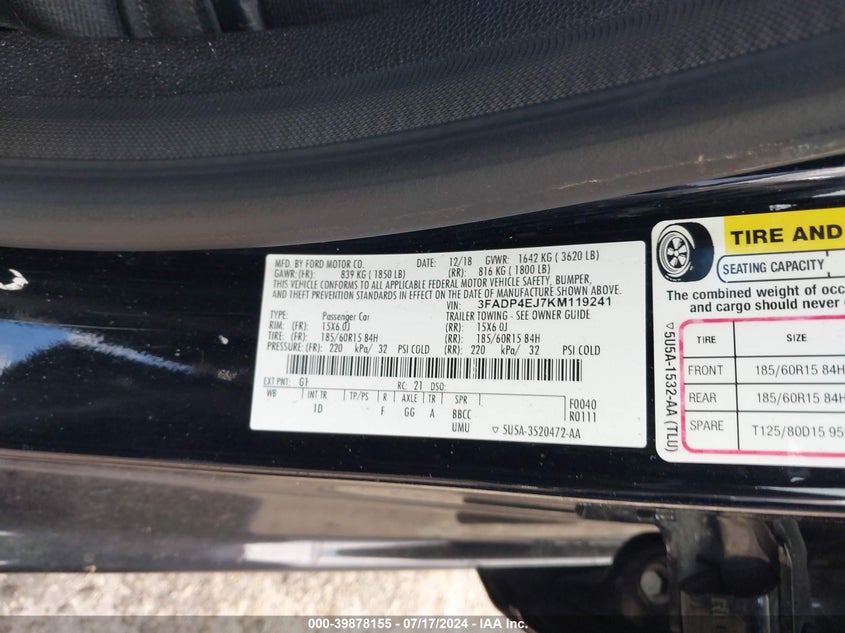 MFD. BY FORD MOTOR CO. 12/18 GVWR: 1642 KG ( 3620 LB)
GAWR: (FR): 839 KG ( 1850 LB) (RR): 816 KG ( 1800 LB)
THIS VEHICLE CONFORMS TO ALL APPLICABLE FEDERAL MOTOR VEHICLE SAFETY, BUMPER,
AND THEFT PREVENTION STANDARDS IN EFFECT ON THE DATE OF MANUFACTURE SHOWN ABOVE.
VIN: 3FADP4EJ7KM119241
TYPE: Passenger Car TRAILER TOWING - SEE OWNER GUIDE
RIM: (FR): 15X6.0J (RR): 15X6.0J
TIRE: (FR): 185/60R15 84H (RR): 185/60R15 84H
PRESSURE: (FR): 220 kPa/ 32 PSI COLD (RR): 220 kPa/ 32 PSI COLD
EXT PNT: G1 RC: 21 DSO:
WB INT TR TP/PS R AXLE TR SPR F0040
1D F GG A BBCC R0111
UMU ▽ 5U5A-3520472-AA
TIRE AND
SEATING CAPACITY
The combined weight of occ
and cargo should never
TIRE SIZE
FRONT 185/60R15 84H
REAR 185/60R15 84H
SPARE T125/80D15 95
▽ 5U5A-1532-AA (TLU)
000-39878155 - 07/17/2024 - IAA Inc.